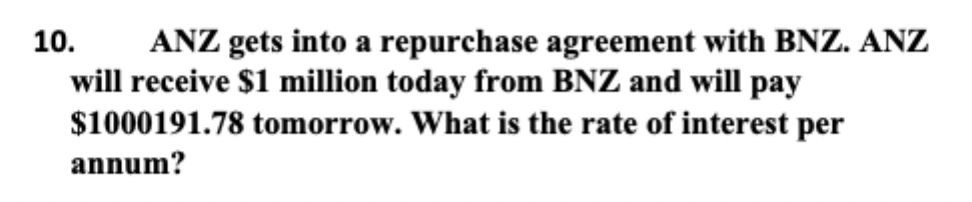 10. ANZ gets into a repurchase agreement with BNZ. ANZ
will receive $1 million today from BNZ and will pay
$1000191.78 tomorrow. What is the rate of interest per
annum?